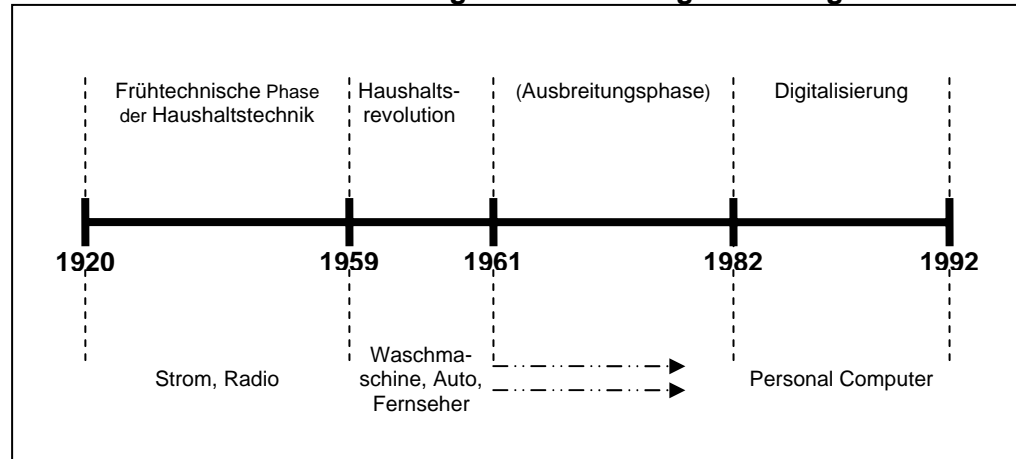 Frühtechnische Phase
der Haushaltstechnik
Haushalts-
revolution
(Ausbreitungsphase)
Digitalisierung
1920
1959
1961
1982
1992
Strom, Radio
Waschma-
schine, Auto,
Fernseher
Personal Computer